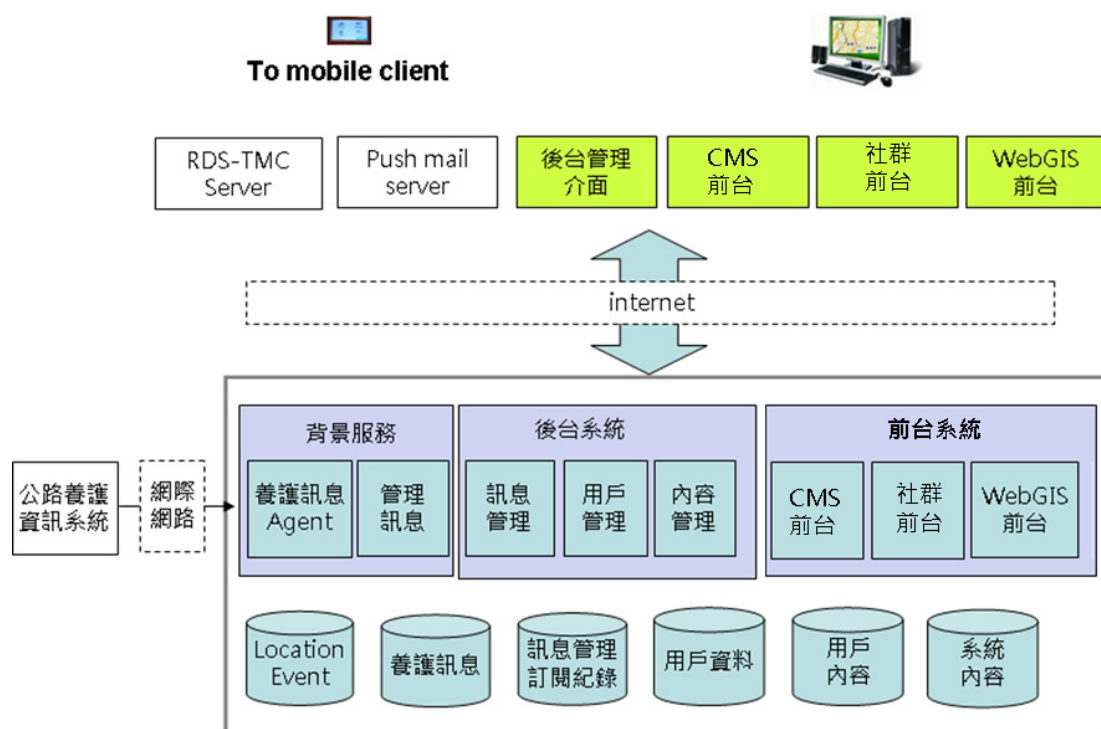 To mobile client
RDS-TMC
Server
Push mail
server
後台管理
介面
CMS
前台
社群
前台
WebGIS
前台
internet
背景服務
後台系統
前台系統
公路養護
資訊系統
網際
網路
養護訊息
Agent
管理
訊息
訊息
管理
用戶
管理
內容
管理
CMS
前台
社群
前台
WebGIS
前台
Location
Event
養護訊息
訊息管理
訂閱紀錄
用戶資料
用戶
內容
系統
內容